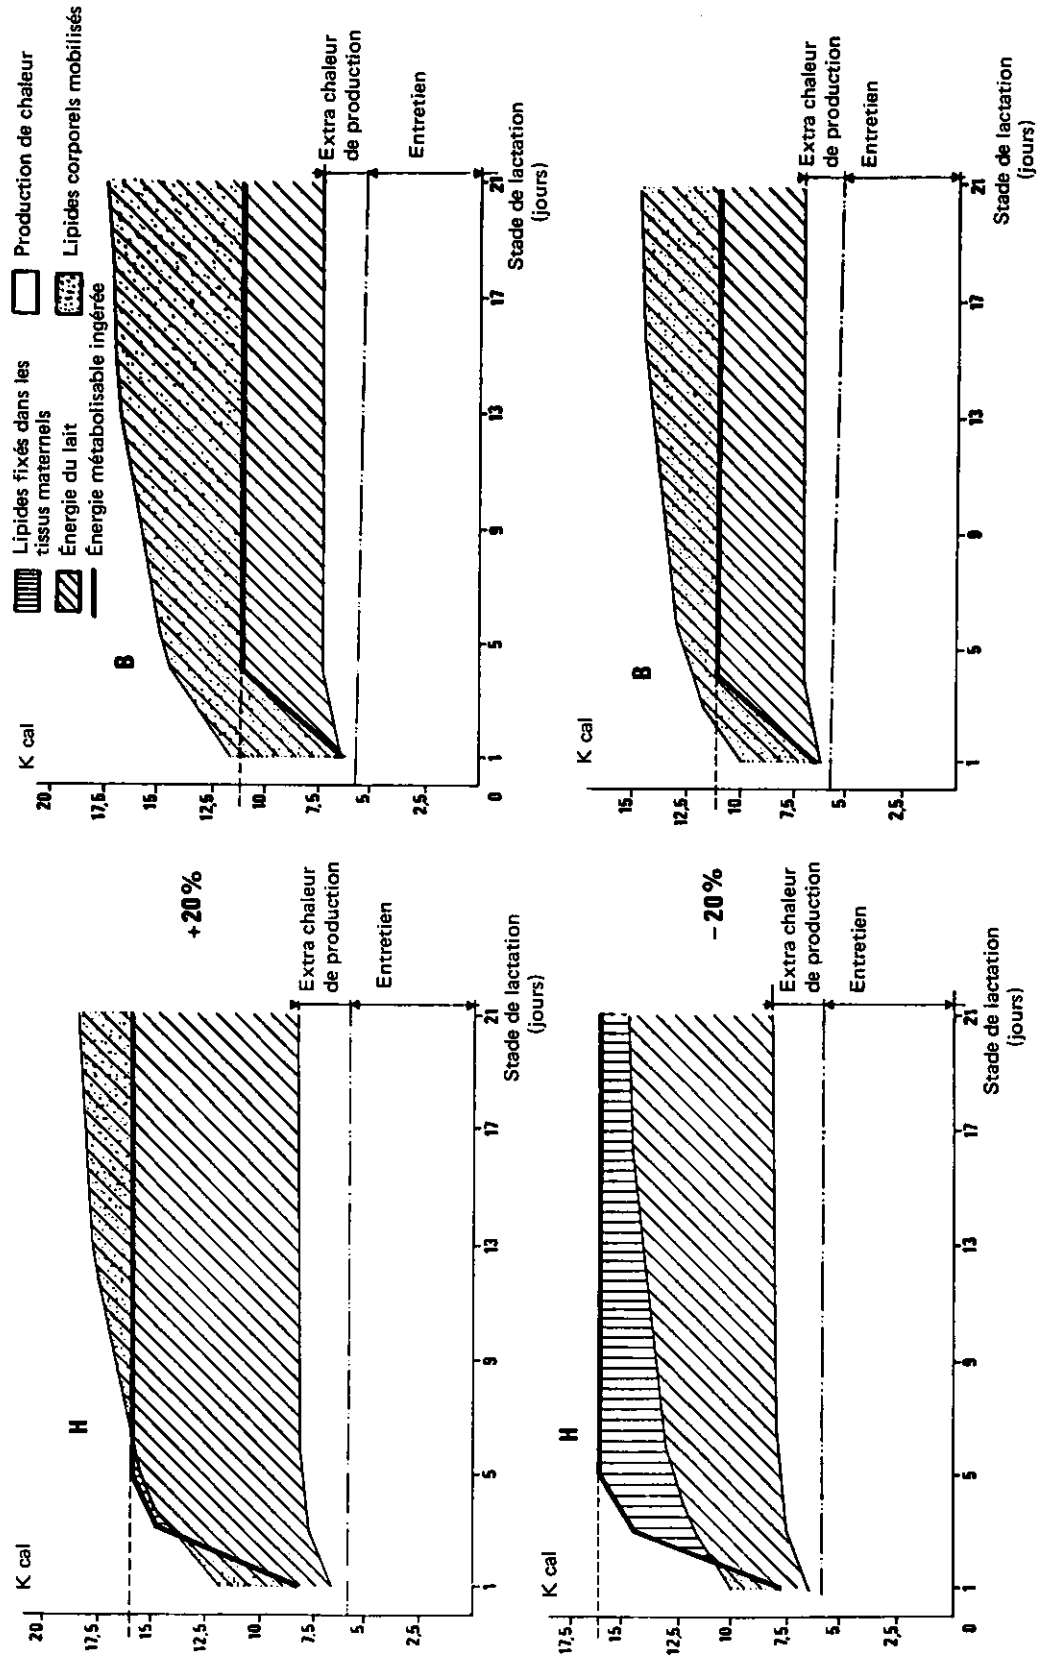 Lipides fixés dans les
tissus maternels
Énergie du lait
Énergie métabolisable ingérée
Production de chaleur
Lipides corporels mobilisés
K cal
20
17,5
15
12,5
10
7,5
5
2,5
H
+20%
1
5
9
13
17
21
Extra chaleur
de production
Entretien
Stade de lactation
(jours)
K cal
20
17,5
15
12,5
10
7,5
5
2,5
0
B
1
5
9
13
17
21
Extra chaleur
de production
Entretien
Stade de lactation
(jours)
K cal
17,5
15
12,5
10
7,5
5
2,5
0
H
-20%
1
5
9
13
17
21
Extra chaleur
de production
Entretien
Stade de lactation
(jours)
K cal
15
12,5
10
7,5
5
2,5
B
1
5
9
13
17
21
Extra chaleur
de production
Entretien
Stade de lactation
(jours)